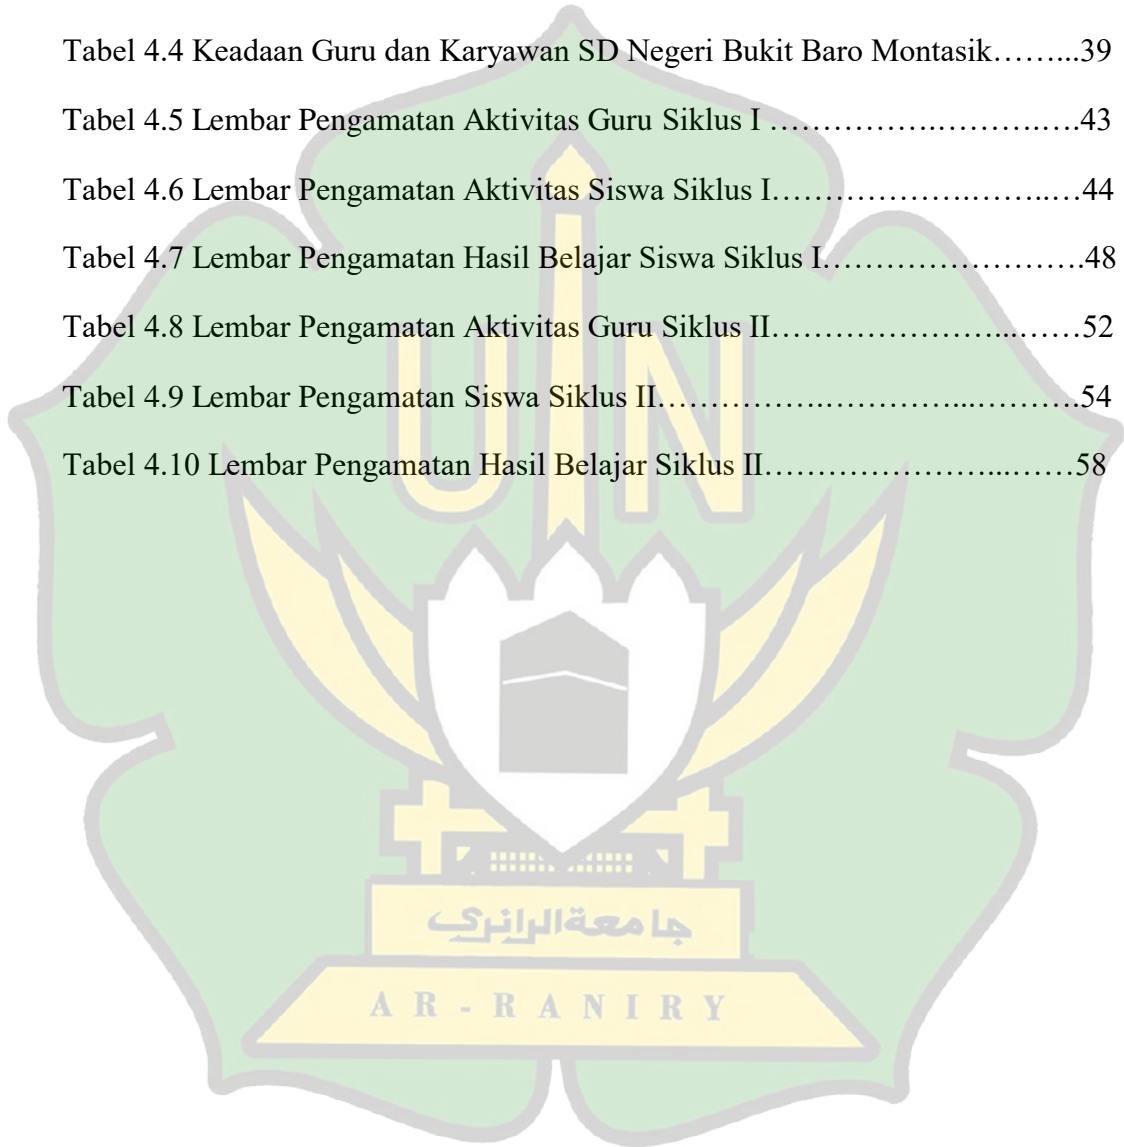 Tabel 4.4 Keadaan Guru dan Karyawan SD Negeri Bukit Baro Montasik……...39
Tabel 4.5 Lembar Pengamatan Aktivitas Guru Siklus I …………….……….….43
Tabel 4.6 Lembar Pengamatan Aktivitas Siswa Siklus I……………….……..…44
Tabel 4.7 Lembar Pengamatan Hasil Belajar Siswa Siklus I.……………………48
Tabel 4.8 Lembar Pengamatan Aktivitas Guru Siklus II…………………...……52
Tabel 4.9 Lembar Pengamatan Siswa Siklus II…………….…………..……….54
Tabel 4.10 Lembar Pengamatan Hasil Belajar Siklus II…………………...……58
UIN
جامعة الرانري
AR-RANIRY